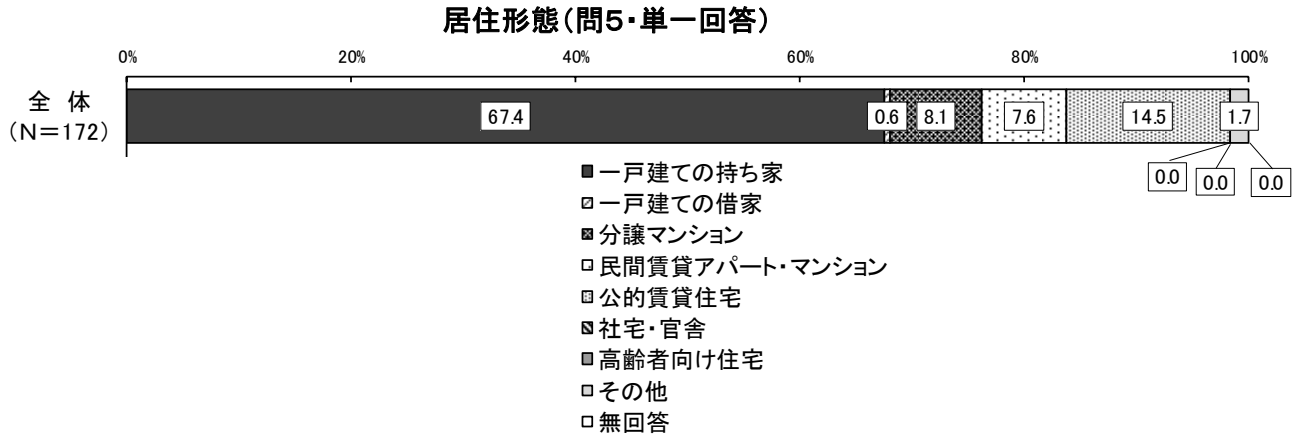 居住形態(問5・単一回答)
0% 20% 40% 60% 80% 100%
全 体
(N=172)
67.4 0.6 8.1 7.6 14.5 1.7
0.0 0.0 0.0
一戸建ての持ち家
一戸建ての借家
分譲マンション
民間賃貸アパート・マンション
公的賃貸住宅
社宅・官舎
高齢者向け住宅
その他
無回答